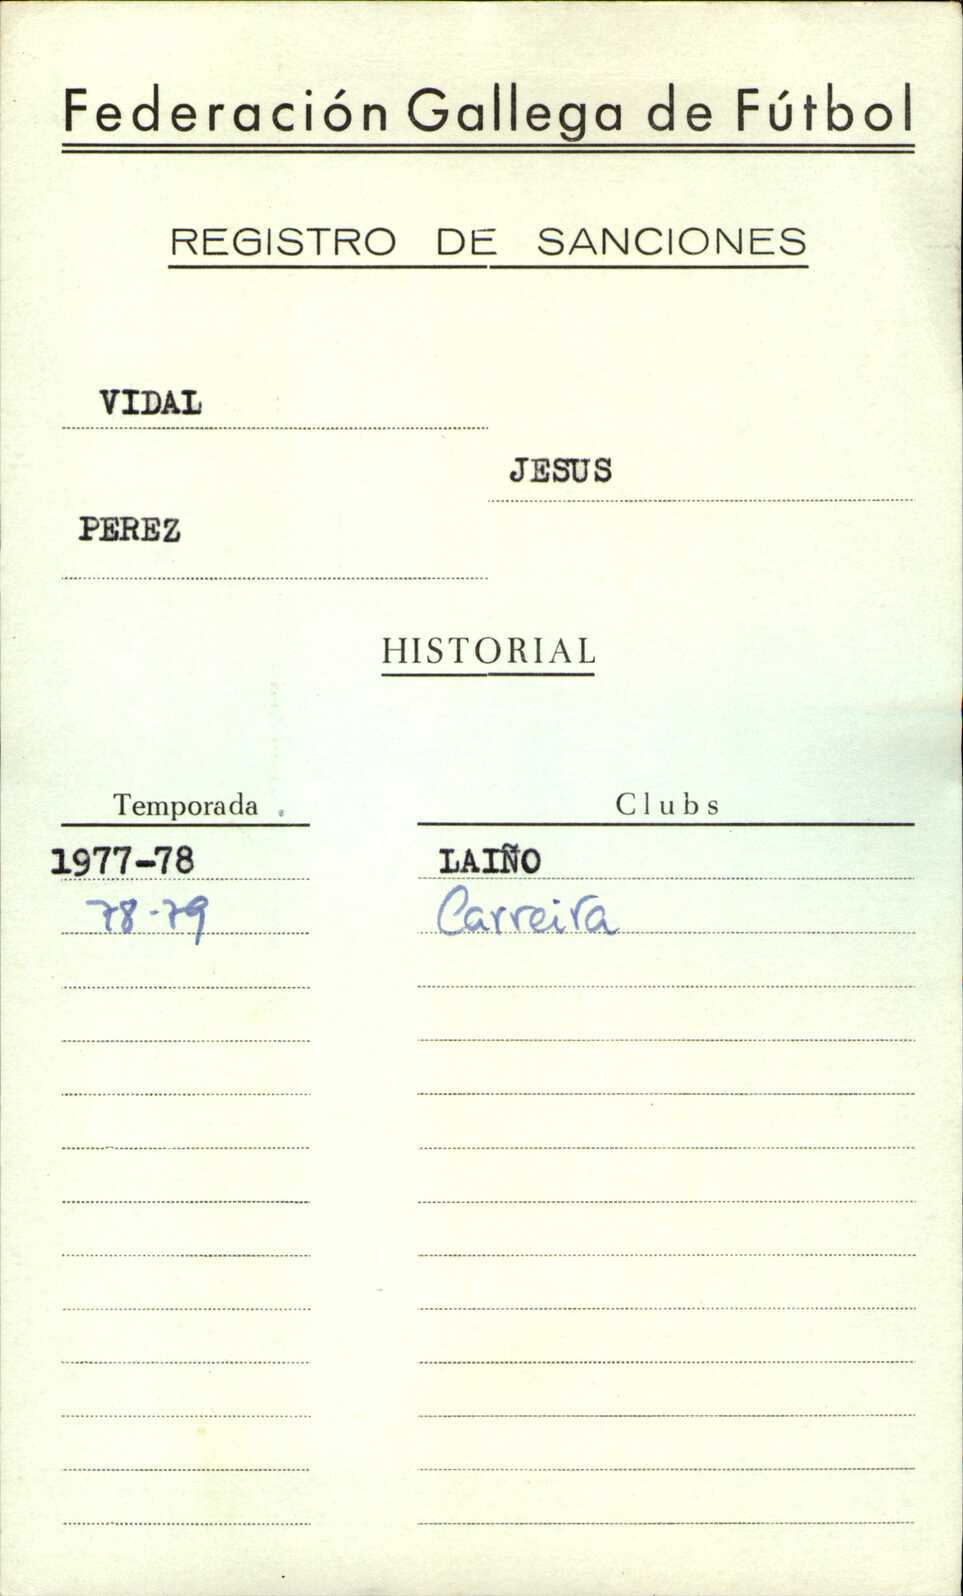 Federación Gallega de Fútbol
REGISTRO DE SANCIONES
VIDAL
JESUS
PEREZ
HISTORIAL
Temporada Clubs
1977-78 LAIÑO
78-79 Carreira